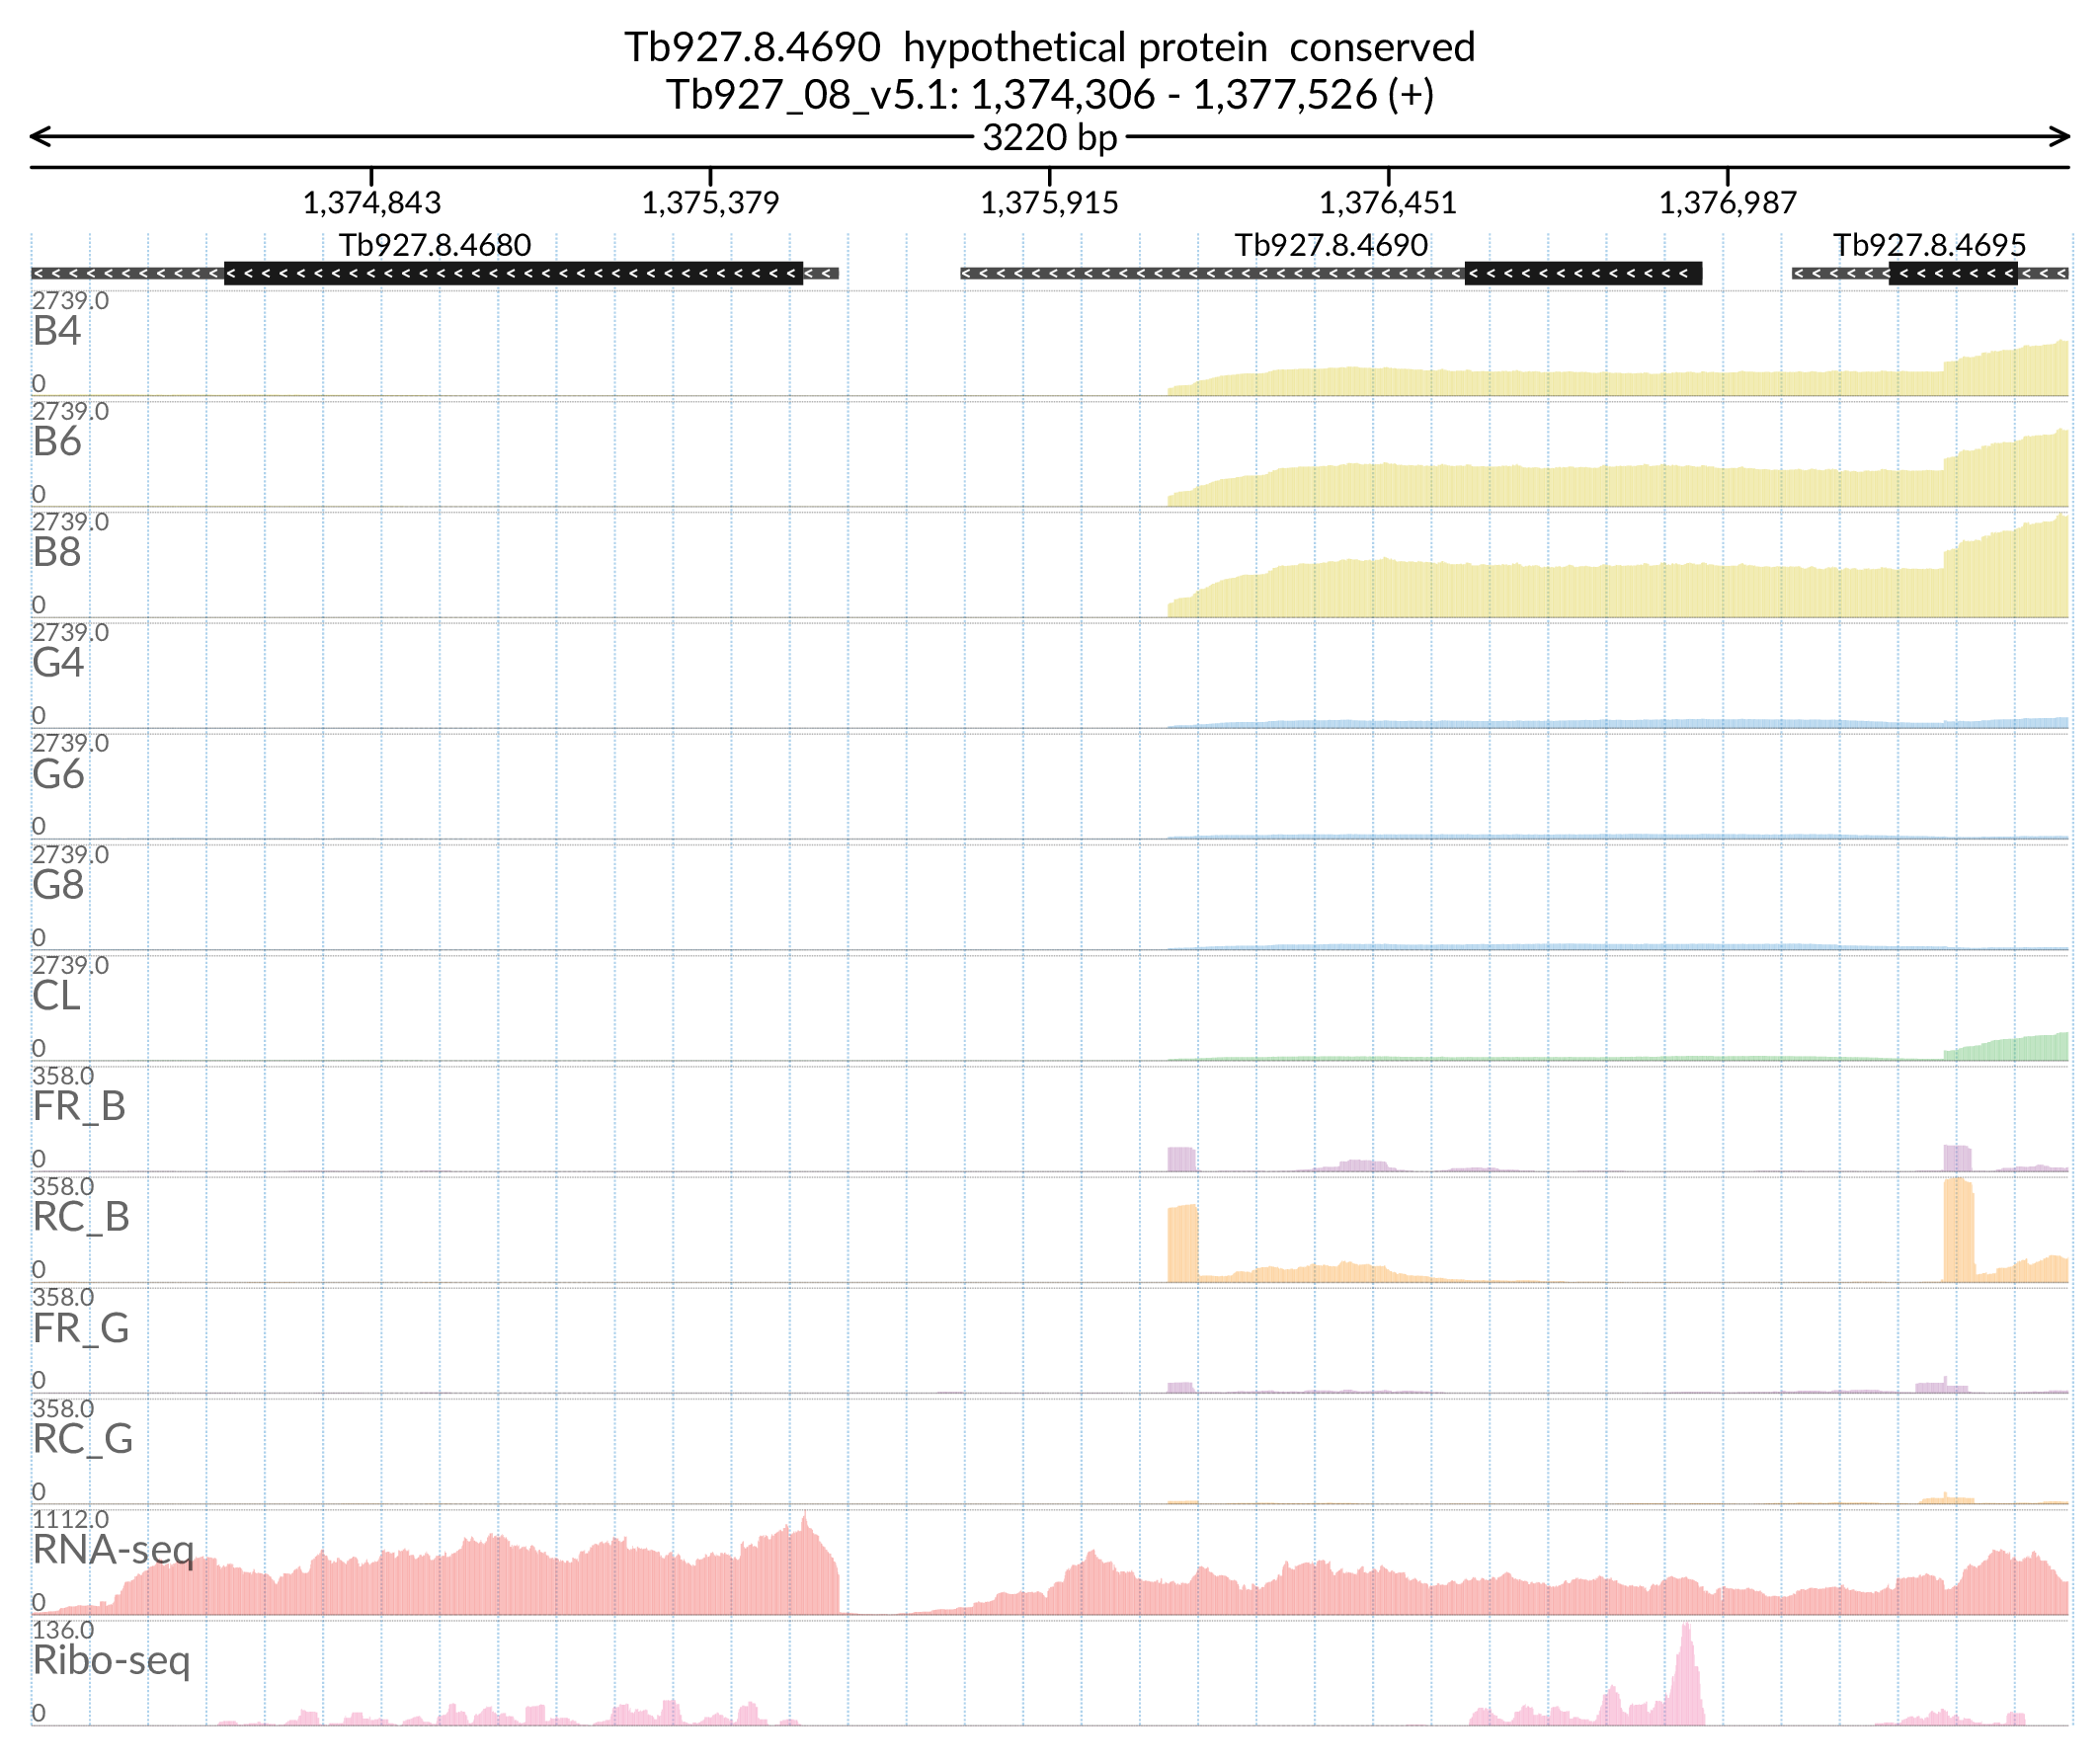 Tb927.8.4690 hypothetical protein conserved
Tb927_08_v5.1: 1,374,306 - 1,377,526 (+)
3220 bp
1,374,843 1,375,379 1,375,915 1,376,451 1,376,987
Tb927.8.4680 Tb927.8.4690 Tb927.8.4695
2739.0
B4
0
2739.0
B6
0
2739.0
B8
0
2739.0
G4
0
2739.0
G6
0
2739.0
G8
0
2739.0
CL
0
358.0
FR_B
0
358.0
RC_B
0
358.0
FR_G
0
358.0
RC_G
0
1112.0
RNA-seq
0
136.0
Ribo-seq
0